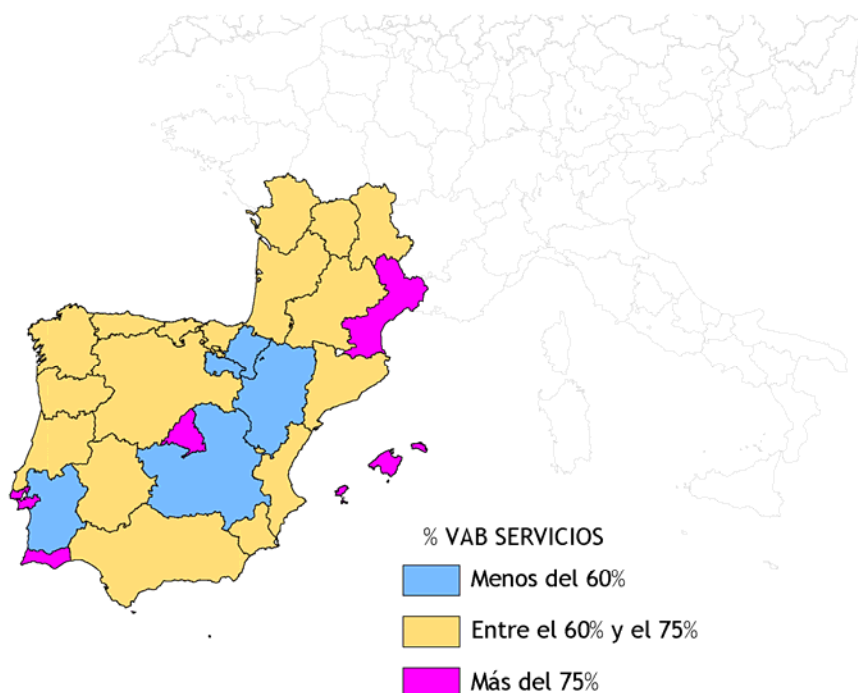 % VAB SERVICIOS
Menos del 60%
Entre el 60% y el 75%
Más del 75%